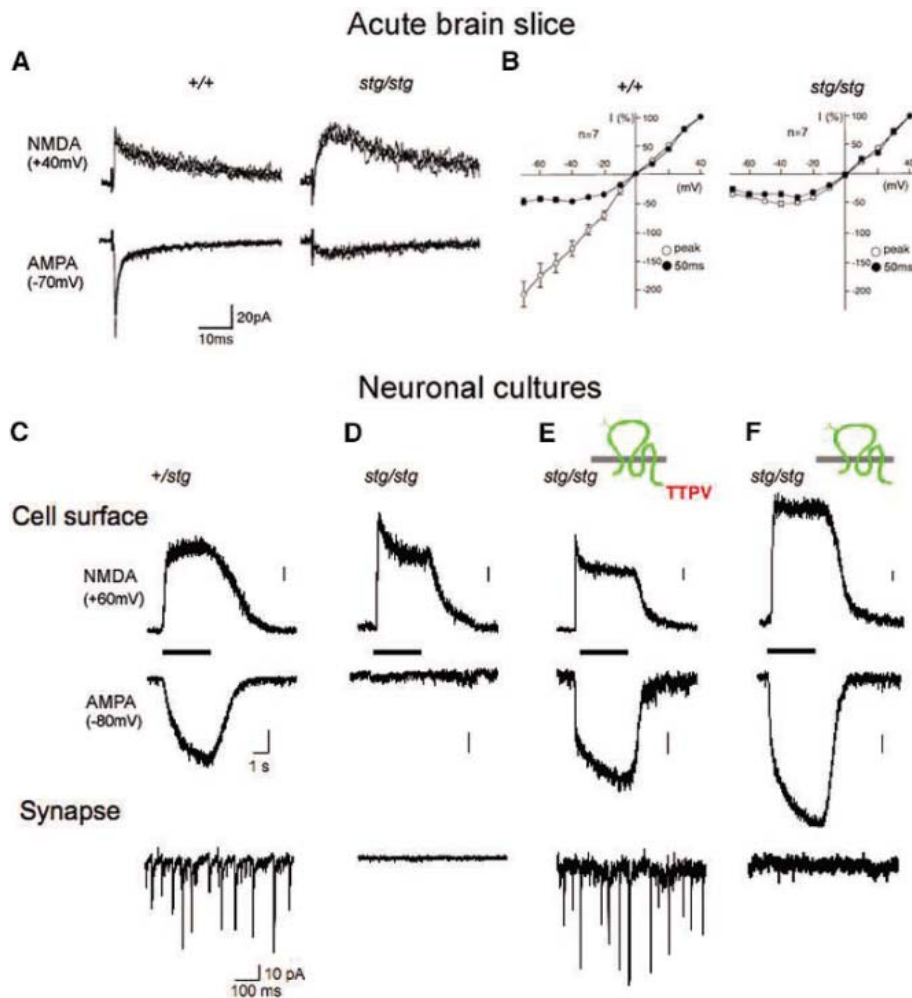 Acute brain slice
A
+/+
stg/stg
NMDA
(+40mV)
AMPA
(-70mV)
20pA
10ms
B
+/+
stg/stg
I (%)
100
n=7
50
-60 -40 -20 20 40
(mV)
-50
-100
-150
-200
peak
50ms
I (%)
100
n=7
50
-60 -40 -20 20 40
(mV)
-50
-100
-150
-200
peak
50ms
Neuronal cultures
C D E F
+/stg
stg/stg
stg/stg
TTPV
stg/stg
Cell surface
NMDA
(+60mV)
AMPA
(-80mV)
1 s
Synapse
10 pA
100 ms